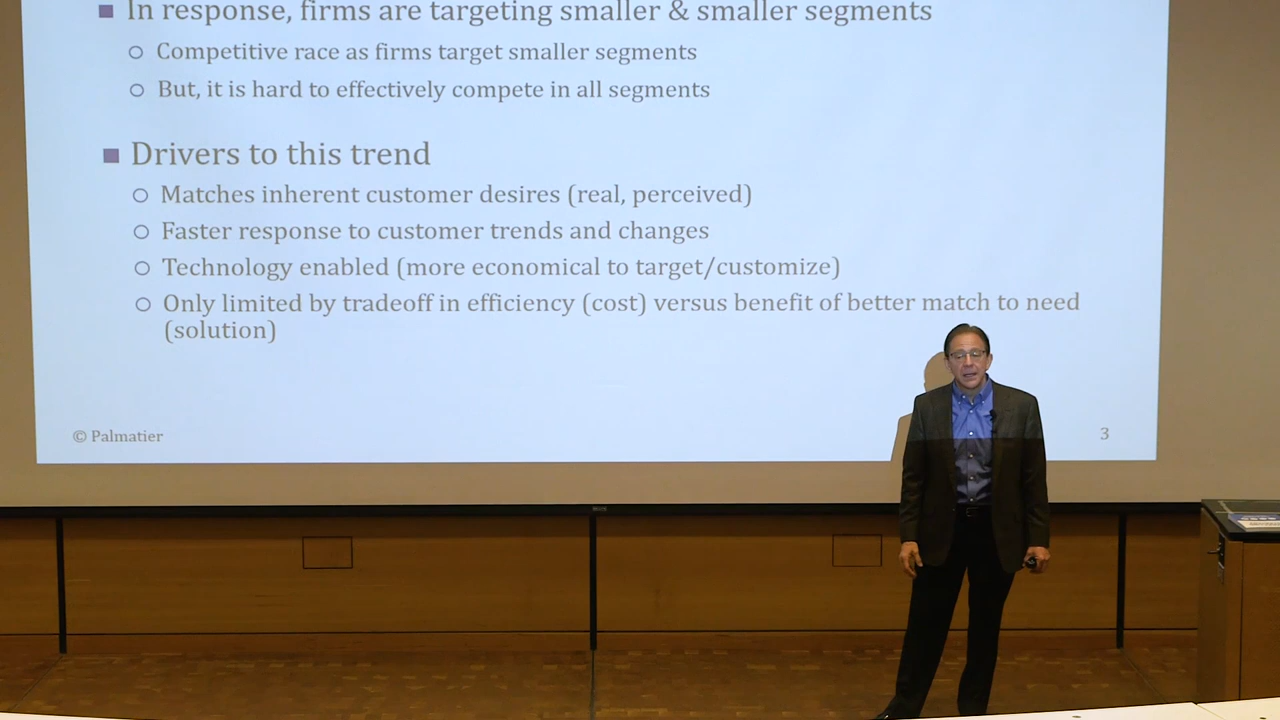 In response, firms are targeting smaller & smaller segments
Competitive race as firms target smaller segments
But, it is hard to effectively compete in all segments
Drivers to this trend
Matches inherent customer desires (real, perceived)
Faster response to customer trends and changes
Technology enabled (more economical to target/customize)
Only limited by tradeoff in efficiency (cost) versus benefit of better match to need
(solution)
© Palmatier
3